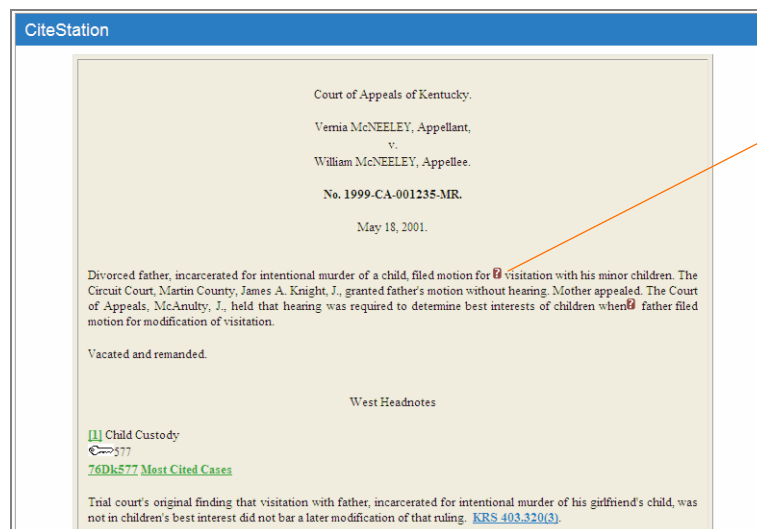 CiteStation
Court of Appeals of Kentucky.
Vernia McNEELEY, Appellant,
v.
William McNEELEY, Appellee.
No. 1999-CA-001235-MR.
May 18, 2001.
Divorced father, incarcerated for intentional murder of a child, filed motion for ? visitation with his minor children. The
Circuit Court, Martin County, James A. Knight, J., granted father's motion without hearing. Mother appealed. The Court
of Appeals, McAnulty, J., held that hearing was required to determine best interests of children when? father filed
motion for modification of visitation.
Vacated and remanded.
West Headnotes
[1] Child Custody
577
76Dk577 Most Cited Cases
Trial court's original finding that visitation with father, incarcerated for intentional murder of his girlfriend's child, was
not in children's best interest did not bar a later modification of that ruling. KRS 403.320(3).